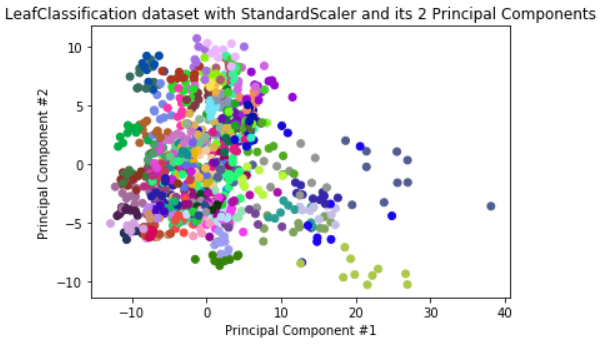 LeafClassification dataset with StandardScaler and its 2 Principal Components
10
5
0
−5
−10
Principal Component #2
−10 0 10 20 30 40
Principal Component #1